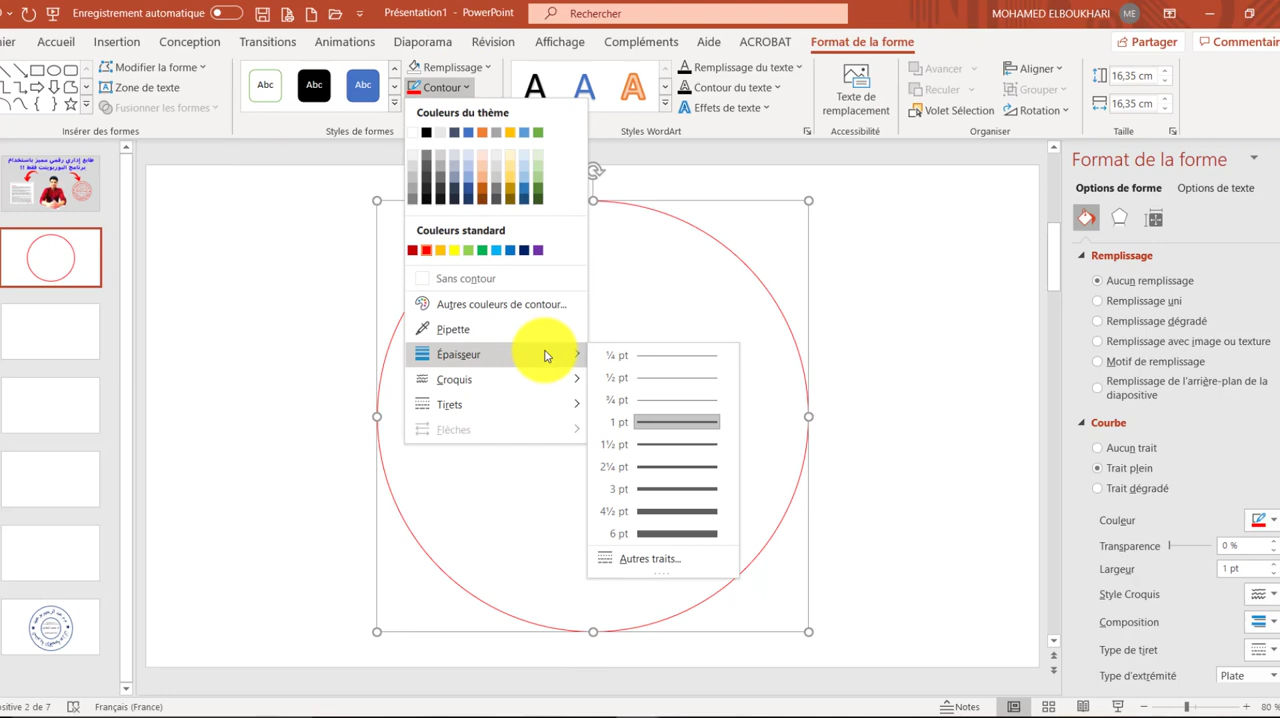 Enregistrement automatique
Présentation1 - PowerPoint
Rechercher
MOHAMED ELBOUKHARI
ME
Accueil
Insertion
Conception
Transitions
Animations
Diaporama
Révision
Affichage
Compléments
Aide
ACROBAT
Format de la forme
Partager
Commentair
Modifier la forme
Zone de texte
Fusionner les formes
Insérer des formes
Abc
Abc
Abc
Styles de formes
Remplissage
Contour
A
A
A
Styles WordArt
Remplissage du texte
Contour du texte
Effets de texte
Texte de
remplacement
Accessibilité
Avancer
Reculer
Volet Sélection
Aligner
Grouper
Rotation
Organiser
16,35 cm
16,35 cm
Taille
Couleurs du thème
Couleurs standard
Sans contour
Autres couleurs de contour...
Pipette
Épaisseur
Croquis
Tirets
Flèches
¼ pt
½ pt
¾ pt
1 pt
1½ pt
2¼ pt
3 pt
4½ pt
6 pt
Autres traits...
طابع إداري رقمي مميز باستخدام
برنامج البوربوينت فقط !!
Format de la forme
Options de forme
Options de texte
Remplissage
Aucun remplissage
Remplissage uni
Remplissage dégradé
Remplissage avec image ou texture
Motif de remplissage
Remplissage de l'arrière-plan de la
diapositive
Courbe
Aucun trait
Trait plein
Trait dégradé
Couleur
Transparence
0 %
Largeur
1 pt
Style Croquis
Composition
Type de tiret
Type d'extrémité
Plate
ositive 2 de 7
Français (France)
Notes
80 %